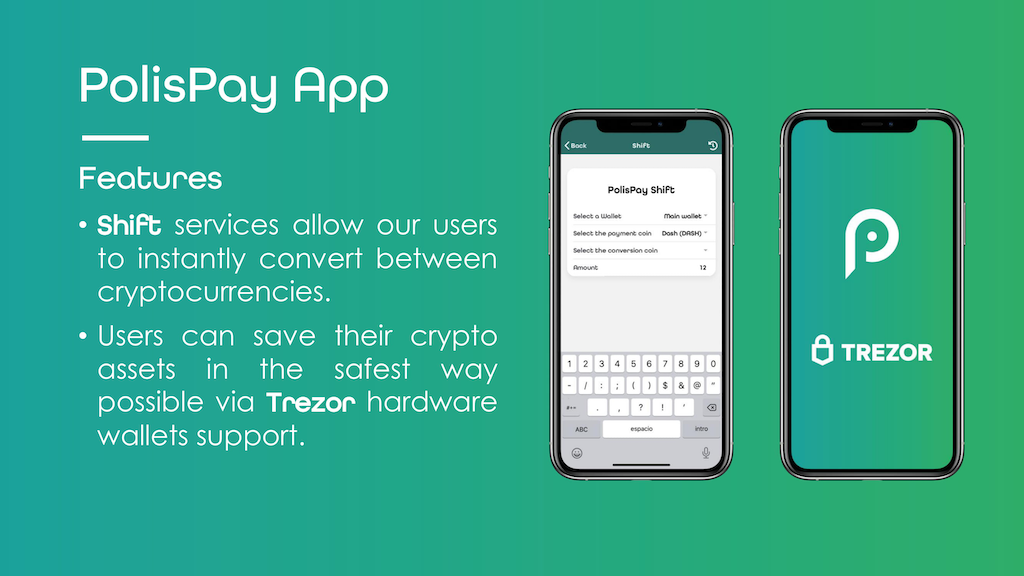 PolisPay App
Features
• Shift services allow our users
to instantly convert between
cryptocurrencies.
• Users can save their crypto
assets in the safest way
possible via Trezor hardware
wallets support.
Back Shift
PolisPay Shift
Select a Wallet Main wallet
Select the payment coin Dash (DASH)
Select the conversion coin
Amount 12
1 2 3 4 5 6 7 8 9 0
- / : ; ( ) $ & @ "
#+= . , ? ! '
ABC espacio intro
TREZOR